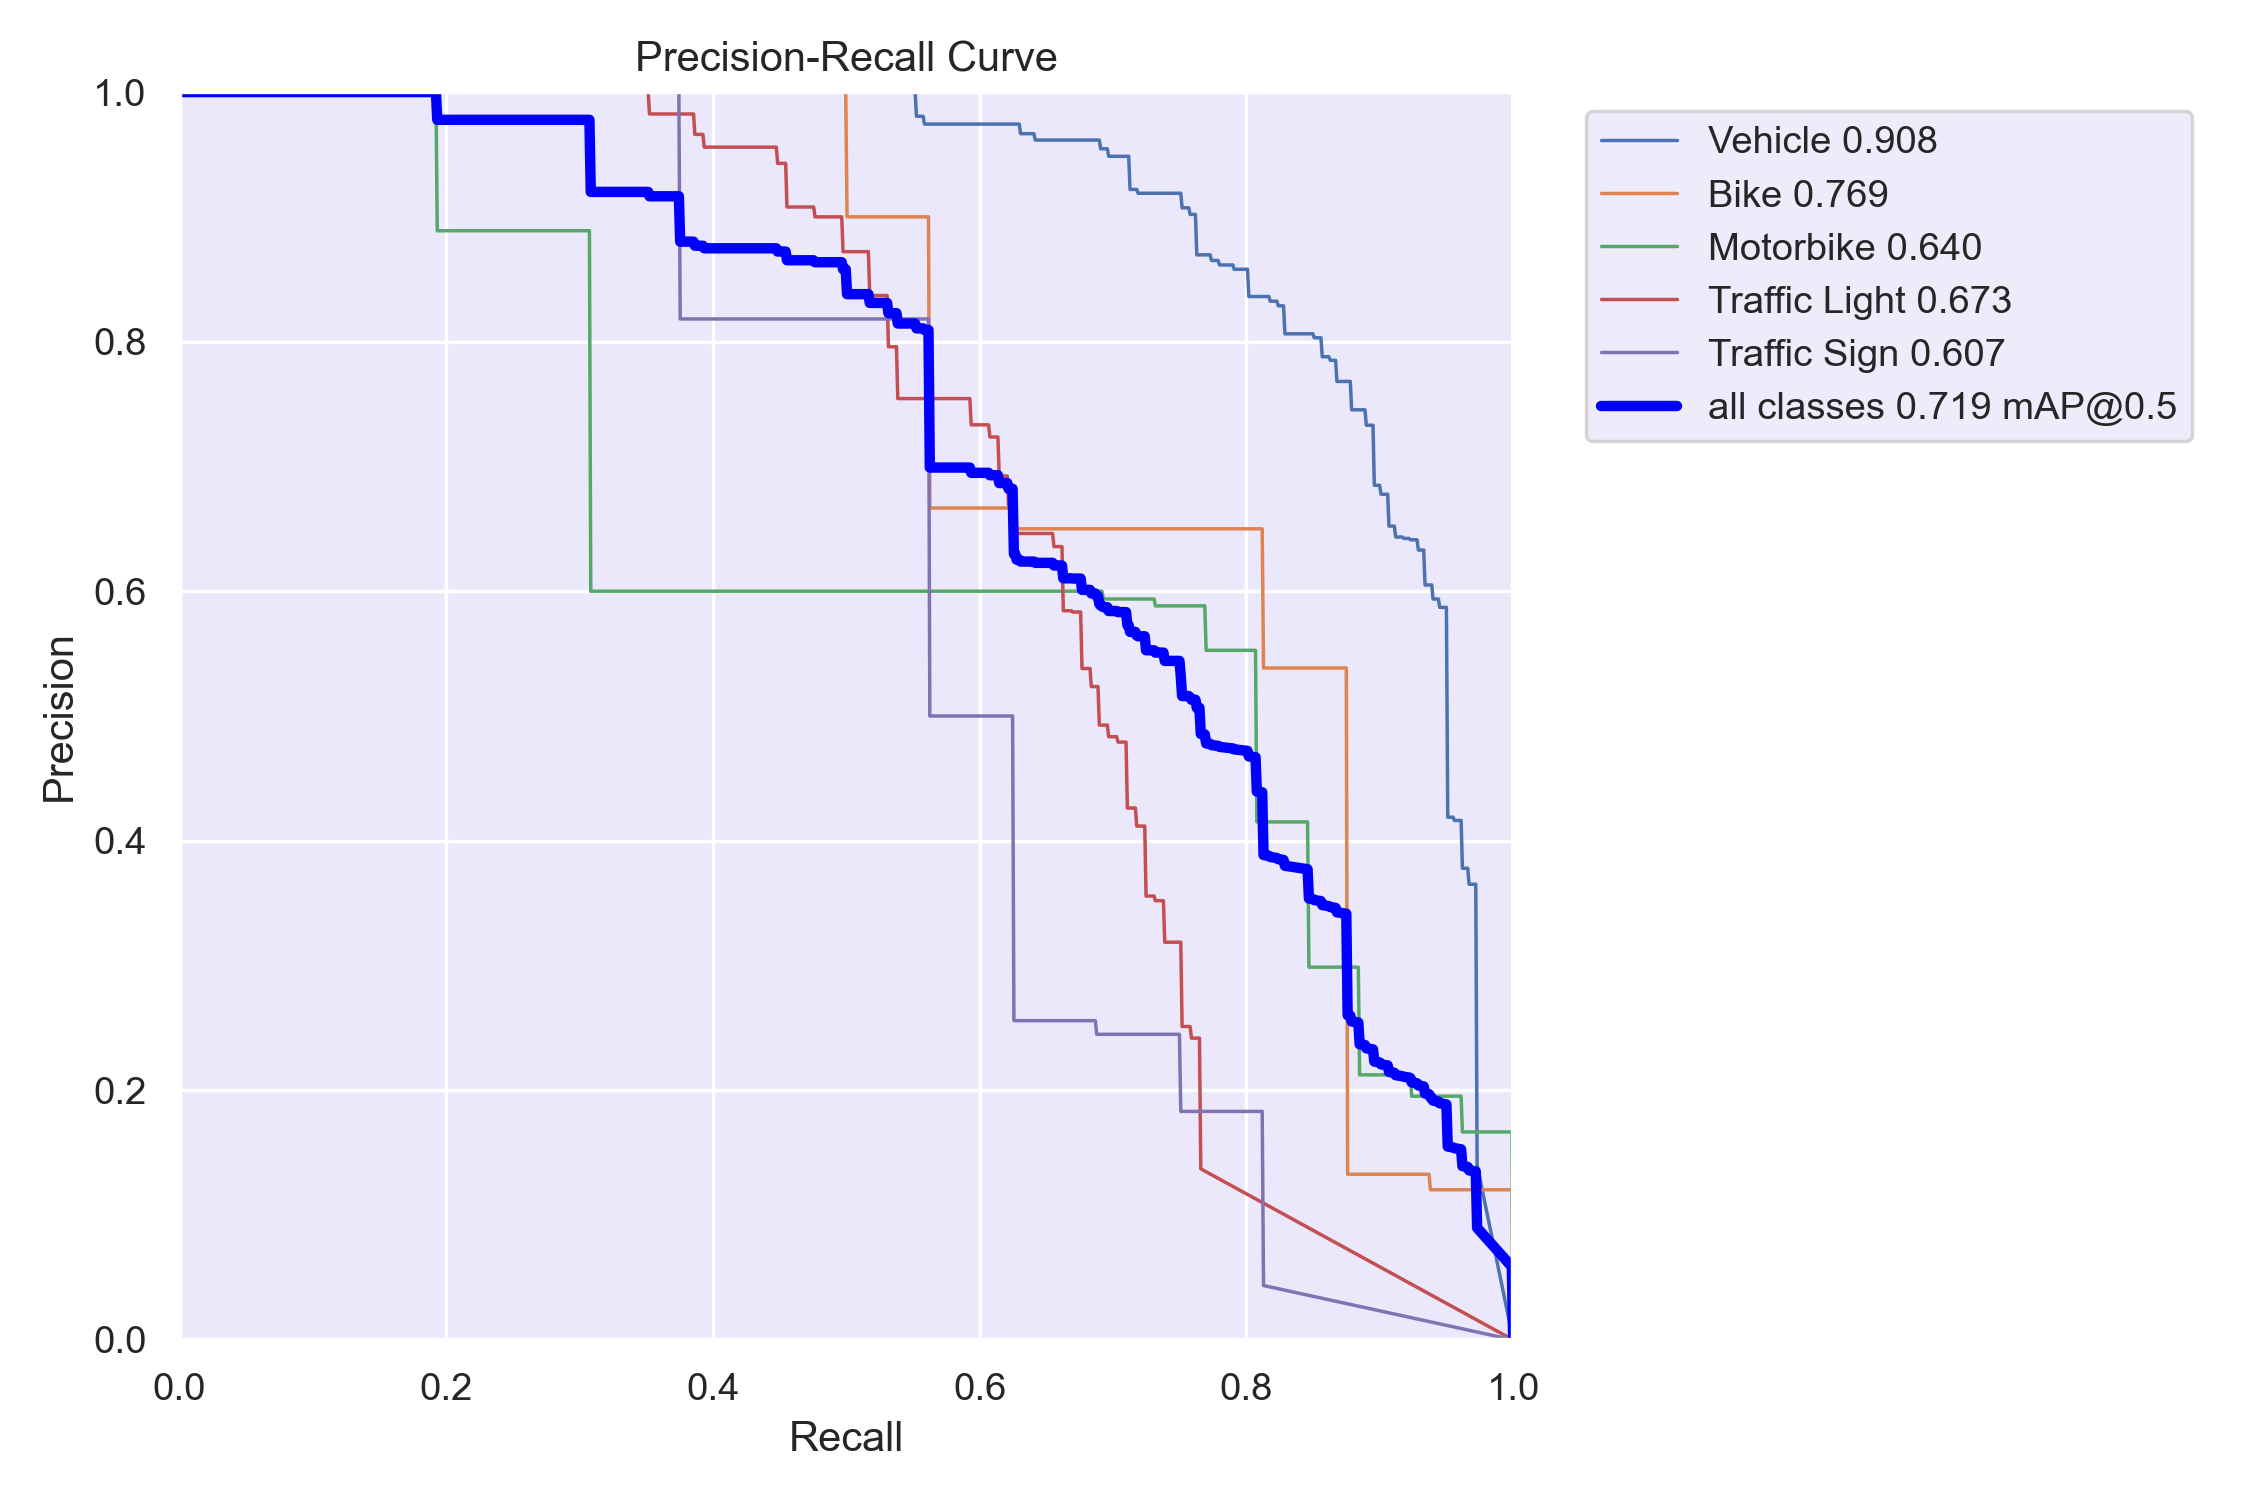 Precision-Recall Curve
1.0
0.8
0.6
0.4
0.2
0.0
Precision
0.0 0.2 0.4 0.6 0.8 1.0
Recall
Vehicle 0.908
Bike 0.769
Motorbike 0.640
Traffic Light 0.673
Traffic Sign 0.607
all classes 0.719 mAP@0.5